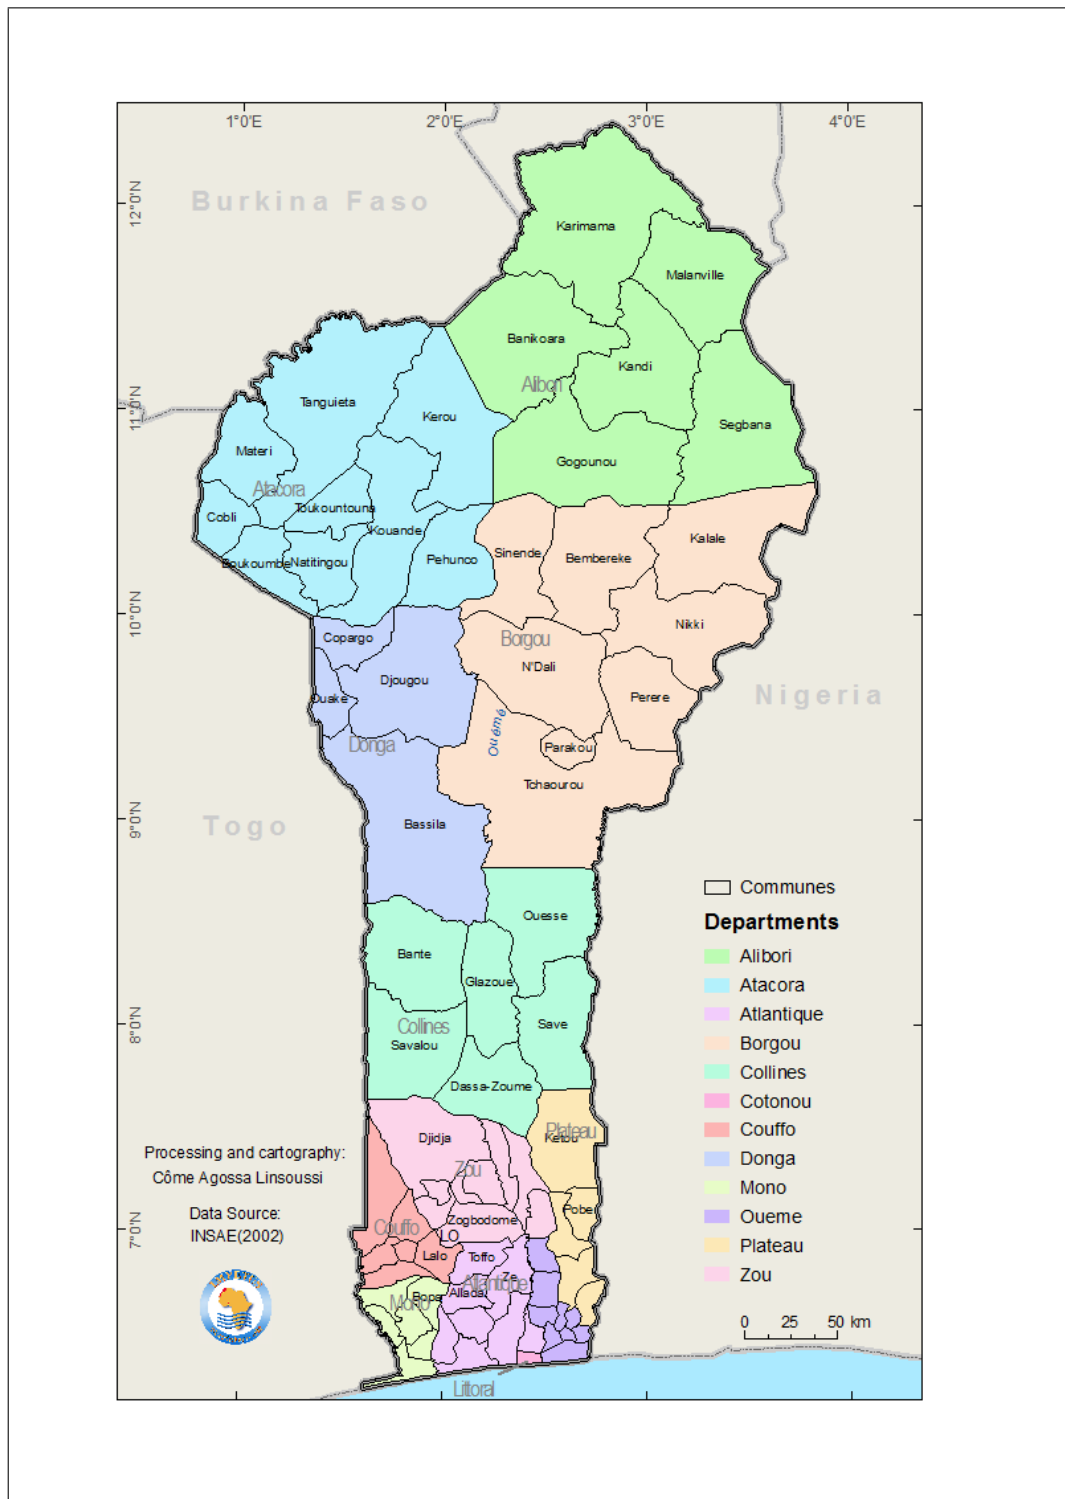 1°0'E
2°0'E
3°0'E
4°0'E
12°0'N
11°0'N
10°0'N
9°0'N
8°0'N
7°0'N
Burkina Faso
Karimama
Malanville
Banikoara
Kandi
Alibori
Tanguieta
Kerou
Segbana
Materi
Gogounou
Atacora
Toukountouna
Cobli
Kouande
Sinende
Bembereke
Kalale
Boukoumbe
Natitingou
Pehunco
Copargo
Borgou
Nikki
N'Dali
Djougou
Ouake
Perere
Nigeria
Ouémé
Donga
Parakou
Tchaourou
Togo
Bassila
Ouesse
Bante
Glazoue
Collines
Save
Savalou
Dassa-Zoume
Djidja
Plateau
Ketou
Zou
Pobe
Zogbodome
Couffo
LO
Lalo
Toffo
Ze
Atlantique
Allada
Bopa
Mono
Littoral
Communes
Departments
Alibori
Atacora
Atlantique
Borgou
Collines
Cotonou
Couffo
Donga
Mono
Oueme
Plateau
Zou
0 25 50 km
Processing and cartography:
Côme Agossa Linsoussi
Data Source:
INSAE(2002)